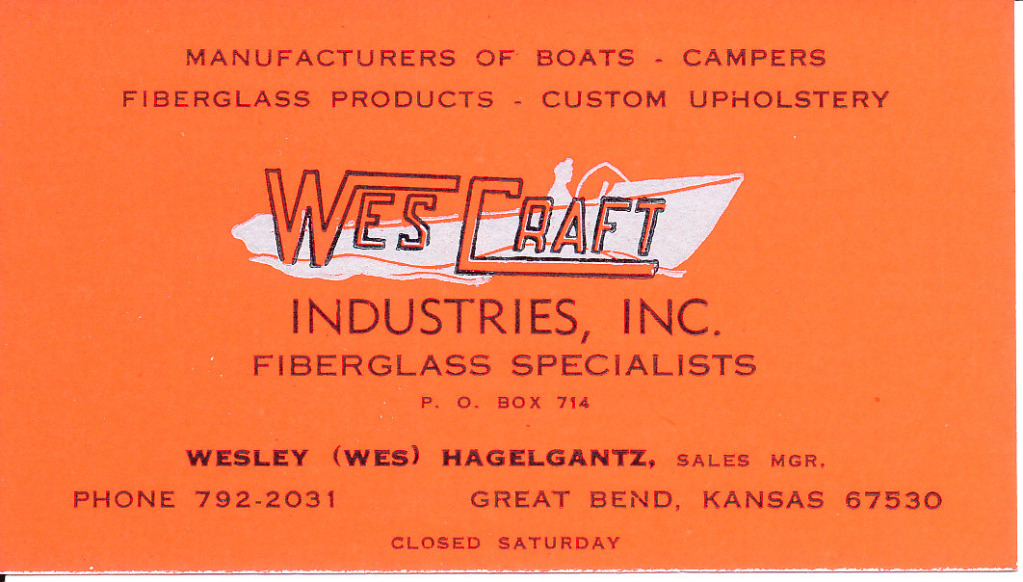 MANUFACTURERS OF BOATS - CAMPERS
FIBERGLASS PRODUCTS - CUSTOM UPHOLSTERY
WES CRAFT
INDUSTRIES, INC.
FIBERGLASS SPECIALISTS
P. O. BOX 714
WESLEY (WES) HAGELGANTZ, SALES MGR.
PHONE 792-2031 GREAT BEND, KANSAS 67530
CLOSED SATURDAY